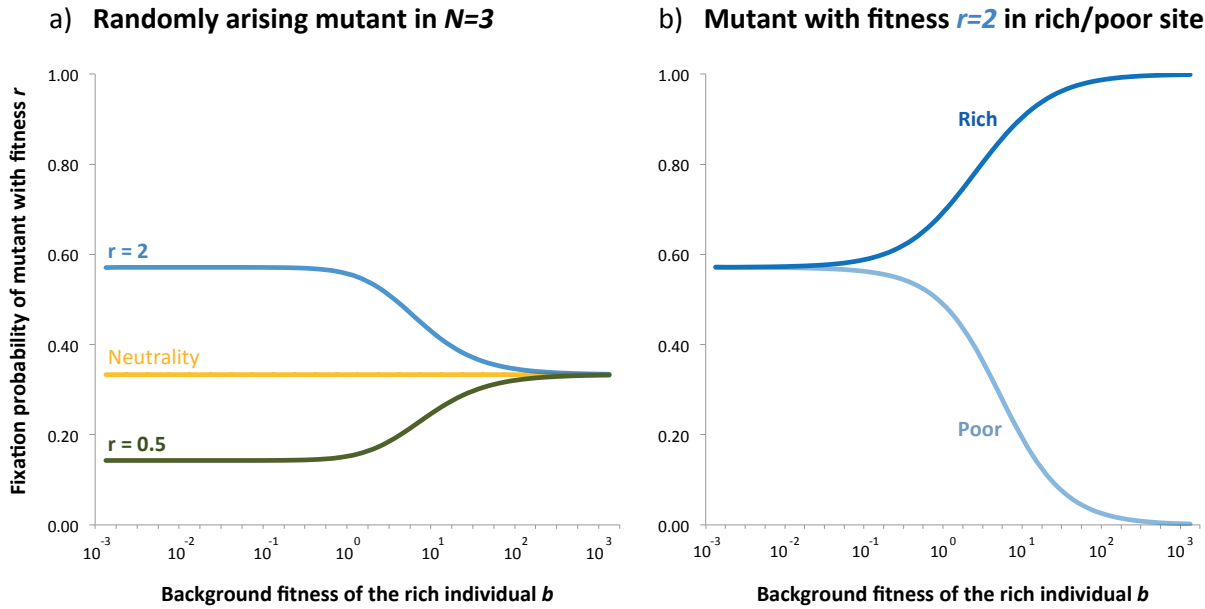 a) Randomly arising mutant in N=3
Fixation probability of mutant with fitness r
1.00
0.80
0.60
0.40
0.20
0.00
r = 2
Neutrality
r = 0.5
10⁻³ 10⁻² 10⁻¹ 10⁰ 10¹ 10² 10³
Background fitness of the rich individual b
b) Mutant with fitness r=2 in rich/poor site
1.00
0.80
0.60
0.40
0.20
0.00
Rich
Poor
10⁻³ 10⁻² 10⁻¹ 10⁰ 10¹ 10² 10³
Background fitness of the rich individual b